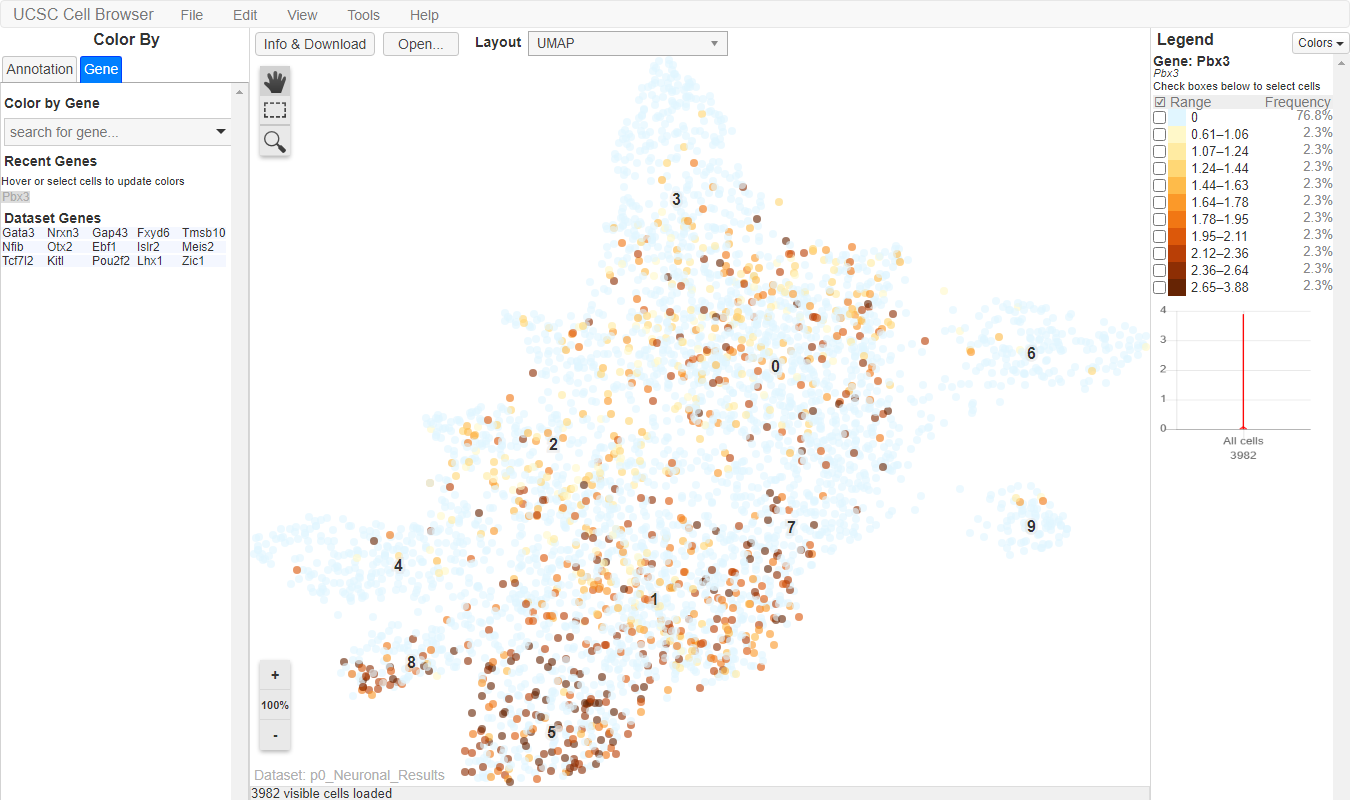 UCSC Cell Browser File Edit View Tools Help
Color By
Annotation Gene
Color by Gene
search for gene...
Recent Genes
Hover or select cells to update colors
Pbx3
Dataset Genes
Gata3 Nrxn3 Gap43 Fxyd6 Tmsb10
Nfib Otx2 Ebf1 Islr2 Meis2
Tcf7l2 Kitl Pou2f2 Lhx1 Zic1
Info & Download Open... Layout UMAP
3
0
6
2
7
9
4
1
8
5
+
100%
-
Dataset: p0_Neuronal_Results
3982 visible cells loaded
Legend Colors
Gene: Pbx3
Pbx3
Check boxes below to select cells
Range Frequency
0 76.8%
0.61–1.06 2.3%
1.07–1.24 2.3%
1.24–1.44 2.3%
1.44–1.63 2.3%
1.64–1.78 2.3%
1.78–1.95 2.3%
1.95–2.11 2.3%
2.12–2.36 2.3%
2.36–2.64 2.3%
2.65–3.88 2.3%
4
3
2
1
0
All cells
3982